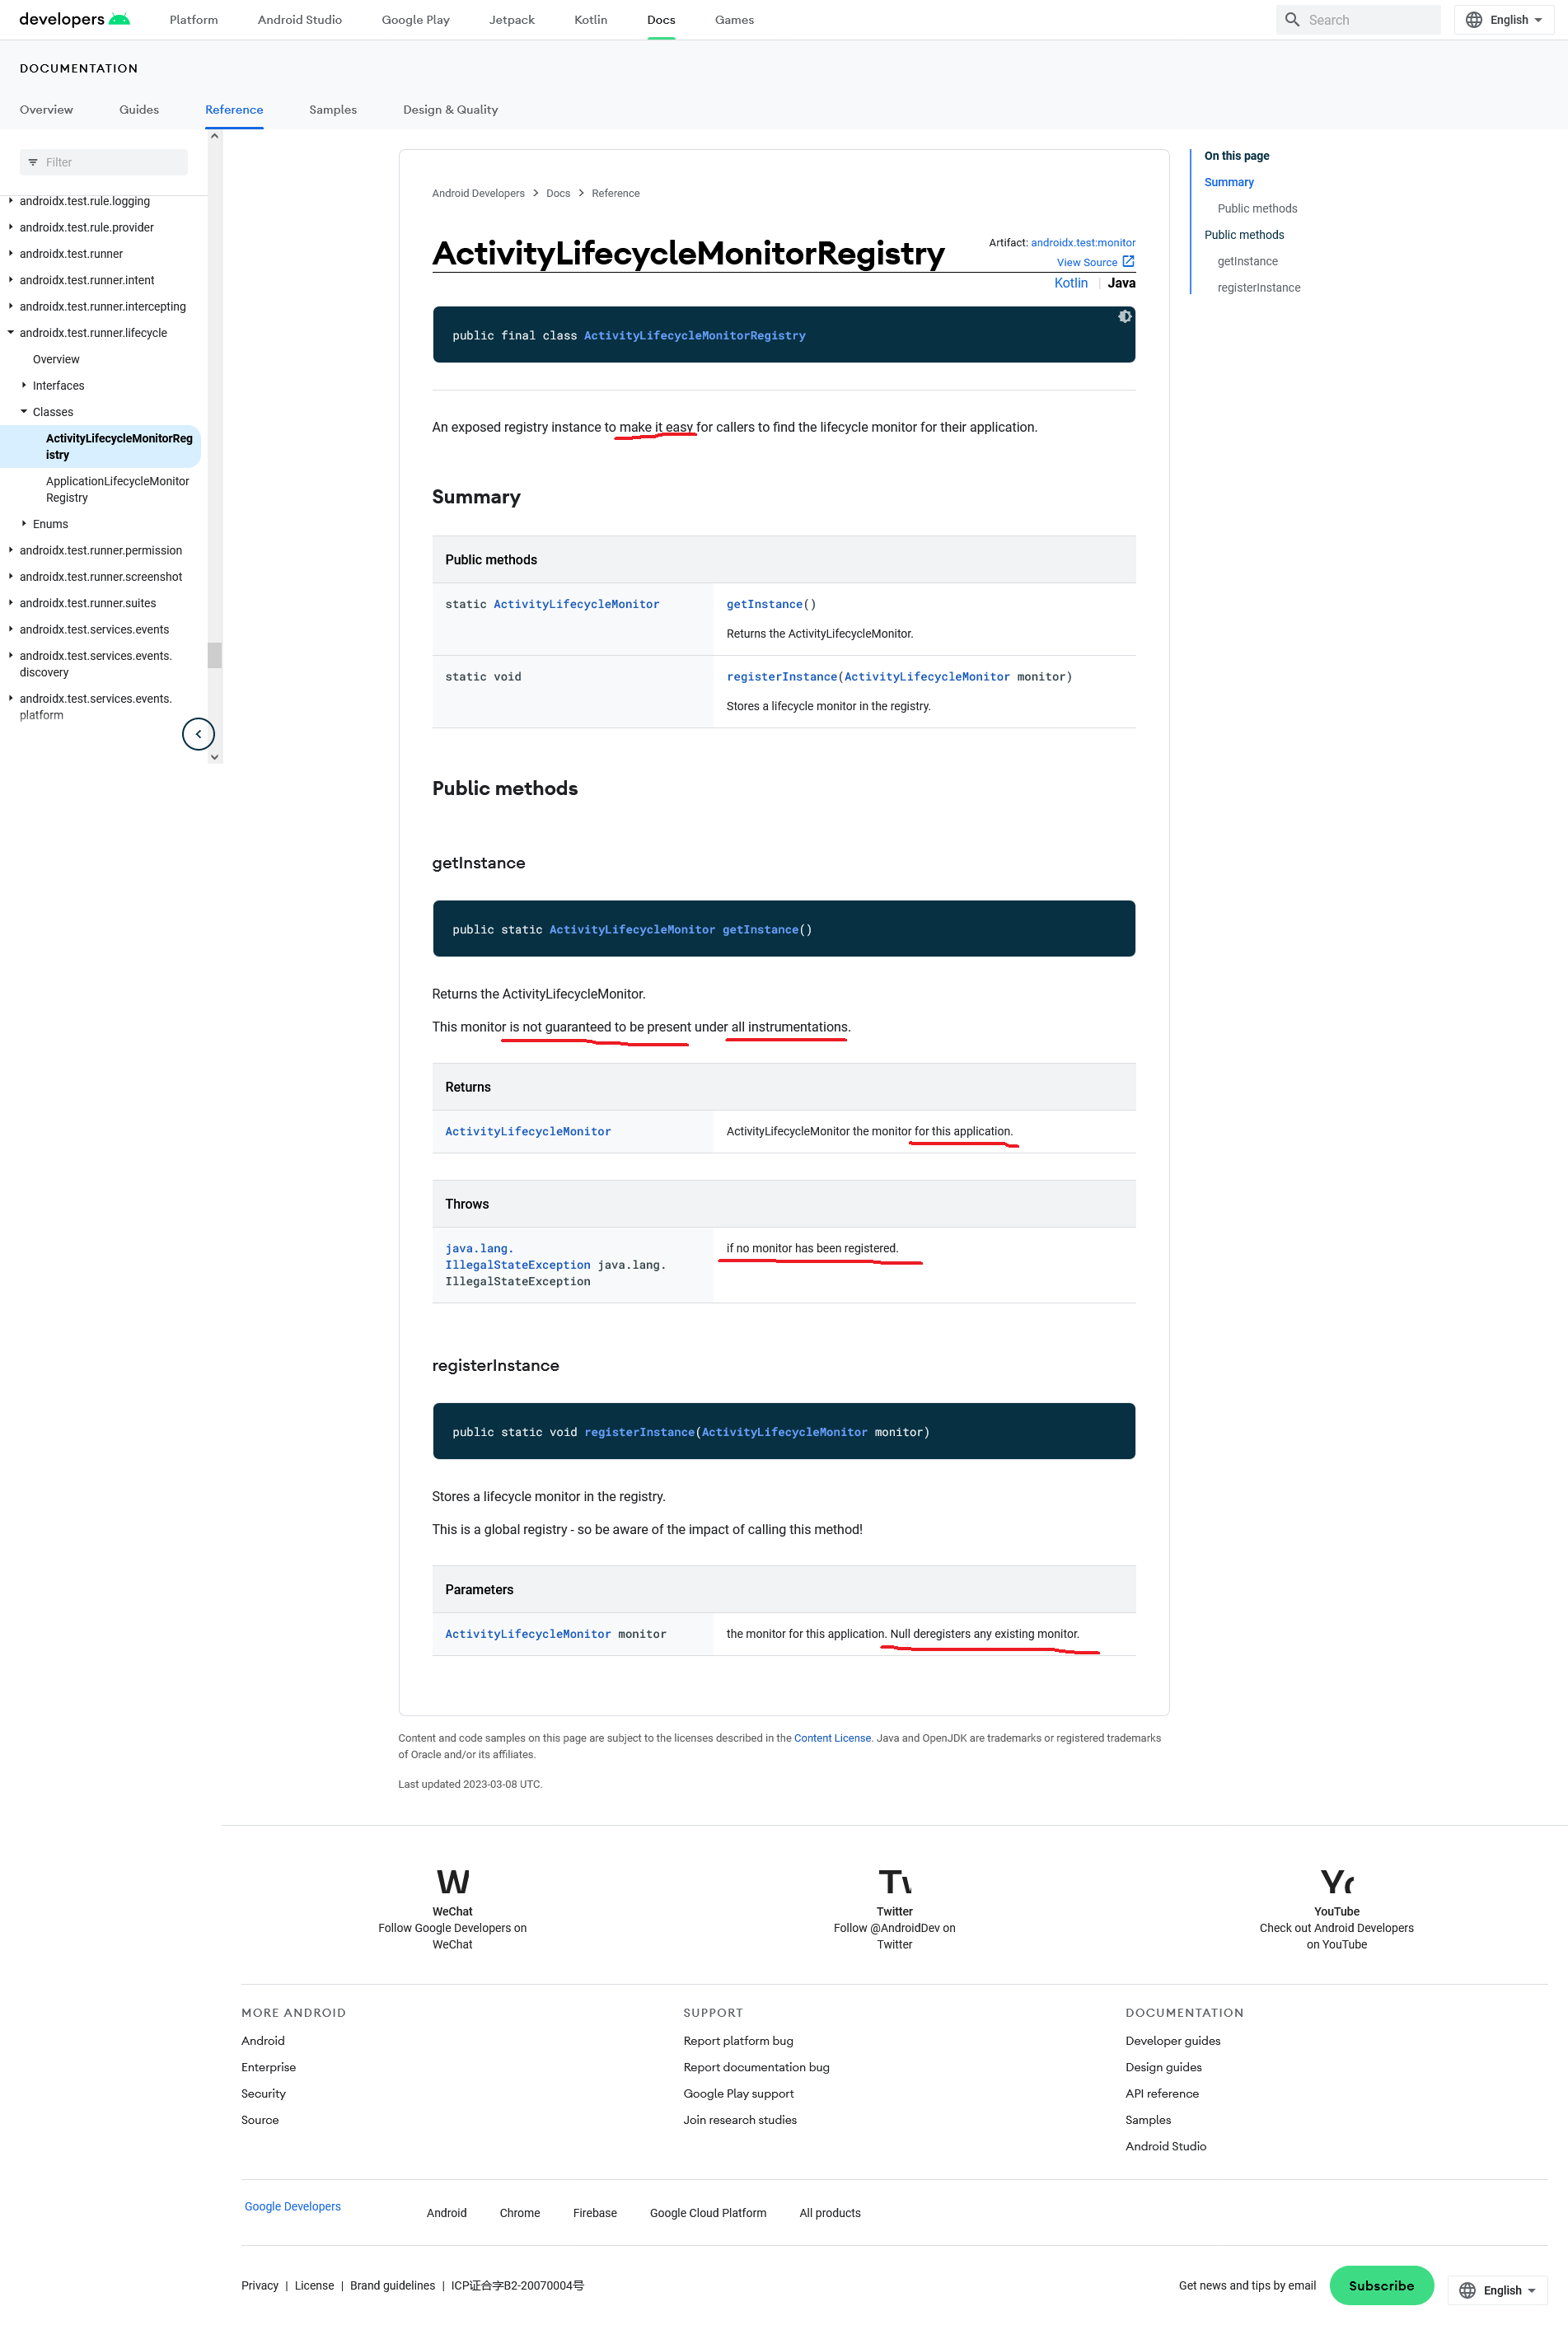 developers
Platform
Android Studio
Google Play
Jetpack
Kotlin
Docs
Games
Search
English
DOCUMENTATION
Overview
Guides
Reference
Samples
Design & Quality
Filter
androidx.test.rule.logging
androidx.test.rule.provider
androidx.test.runner
androidx.test.runner.intent
androidx.test.runner.intercepting
androidx.test.runner.lifecycle
Overview
Interfaces
Classes
ActivityLifecycleMonitorReg
istry
ApplicationLifecycleMonitor
Registry
Enums
androidx.test.runner.permission
androidx.test.runner.screenshot
androidx.test.runner.suites
androidx.test.services.events
androidx.test.services.events.
discovery
androidx.test.services.events.
platform
Android Developers
Docs
Reference
ActivityLifecycleMonitorRegistry
Artifact: androidx.test:monitor
View Source
Kotlin | Java
public final class ActivityLifecycleMonitorRegistry
An exposed registry instance to make it easy for callers to find the lifecycle monitor for their application.
Summary
Public methods
static ActivityLifecycleMonitor
getInstance()
Returns the ActivityLifecycleMonitor.
static void
registerInstance(ActivityLifecycleMonitor monitor)
Stores a lifecycle monitor in the registry.
Public methods
getInstance
public static ActivityLifecycleMonitor getInstance()
Returns the ActivityLifecycleMonitor.
This monitor is not guaranteed to be present under all instrumentations.
Returns
ActivityLifecycleMonitor
ActivityLifecycleMonitor the monitor for this application.
Throws
java.lang.
IllegalStateException java.lang.
IllegalStateException
if no monitor has been registered.
registerInstance
public static void registerInstance(ActivityLifecycleMonitor monitor)
Stores a lifecycle monitor in the registry.
This is a global registry - so be aware of the impact of calling this method!
Parameters
ActivityLifecycleMonitor monitor
the monitor for this application. Null deregisters any existing monitor.
On this page
Summary
Public methods
Public methods
getInstance
registerInstance
Content and code samples on this page are subject to the licenses described in the Content License. Java and OpenJDK are trademarks or registered trademarks
of Oracle and/or its affiliates.
Last updated 2023-03-08 UTC.
WeChat
Follow Google Developers on
WeChat
Twitter
Follow @AndroidDev on
Twitter
YouTube
Check out Android Developers
on YouTube
MORE ANDROID
Android
Enterprise
Security
Source
SUPPORT
Report platform bug
Report documentation bug
Google Play support
Join research studies
DOCUMENTATION
Developer guides
Design guides
API reference
Samples
Android Studio
Google Developers
Android
Chrome
Firebase
Google Cloud Platform
All products
Privacy | License | Brand guidelines | ICP证合字B2-20070004号
Get news and tips by email
Subscribe
English